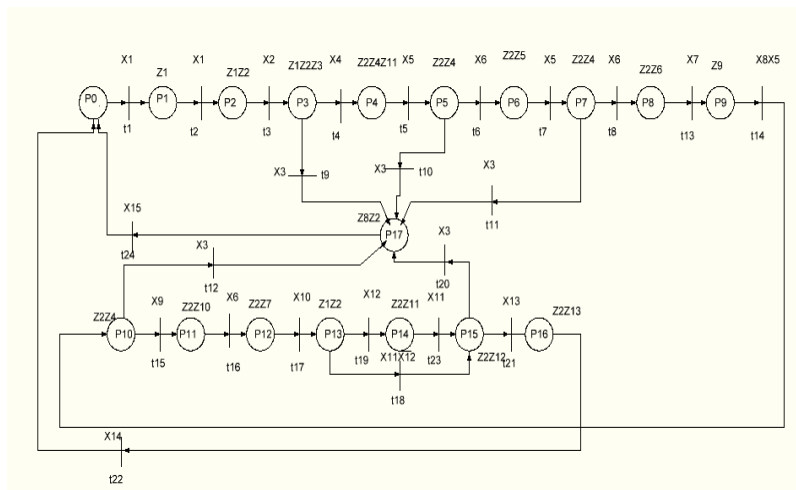 X1 X1 X2 X4 X5 X6 X5 X6 X7 X8X5
Z1 Z1Z2 Z1Z2Z3 Z2Z4Z11 Z2Z4 Z2Z5 Z2Z4 Z2Z6 Z9
P0 P1 P2 P3 P4 P5 P6 P7 P8 P9
t1 t2 t3 t4 t5 t6 t7 t8 t13 t14
X3 t9 X3 t10 X3
t11
Z8Z2
P17
X15
t24
X3
t12
X3
t20
X9 X6 X10 X12 X11 X13
Z2Z4 Z2Z10 Z2Z7 Z1Z2 Z2Z11 Z2Z13
P10 P11 P12 P13 P14 P15 P16
X11X12 Z2Z12
t15 t16 t17 t19 t23 t21
t18
X14
t22